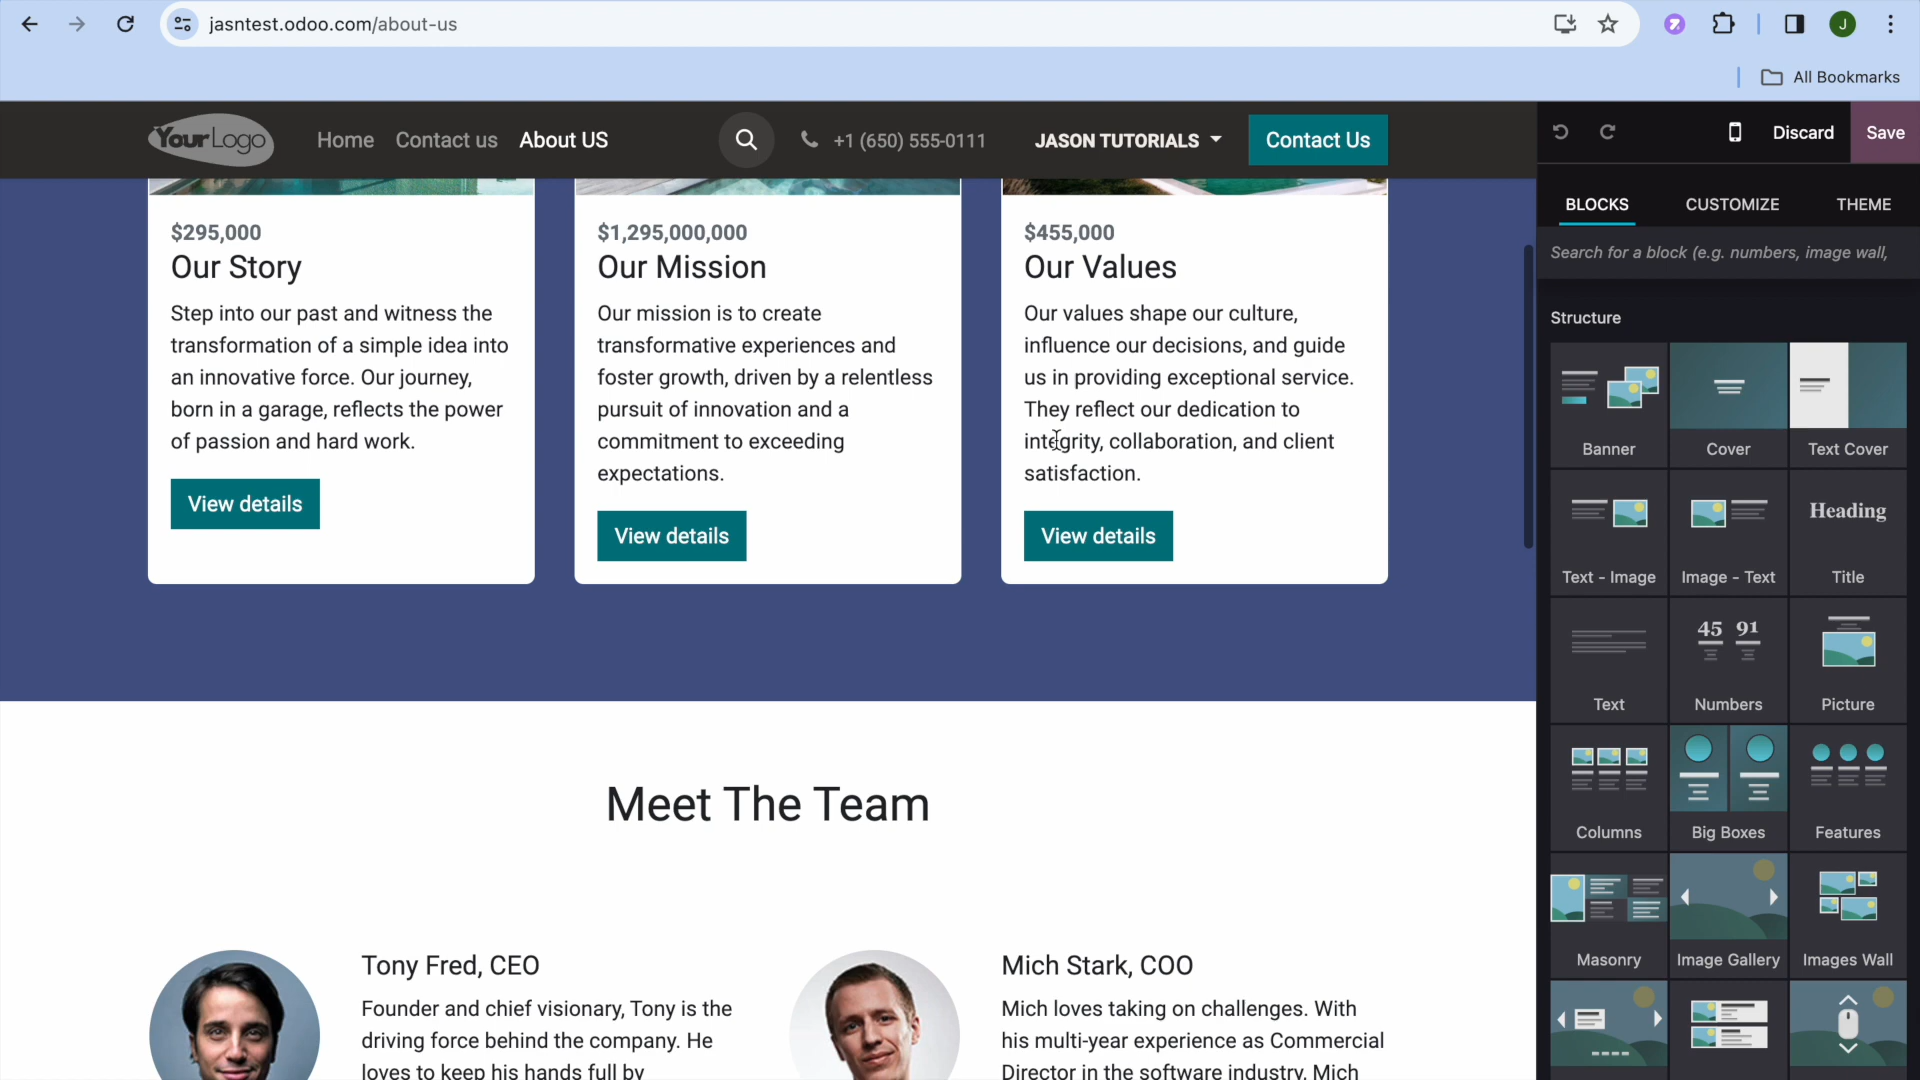 jasntest.odoo.com/about-us
J
All Bookmarks
YourLogo
Home
Contact us
About US
+1 (650) 555-0111
JASON TUTORIALS
Contact Us
Discard
Save
BLOCKS
CUSTOMIZE
THEME
Search for a block (e.g. numbers, image wall,
$295,000
Our Story
Step into our past and witness the
transformation of a simple idea into
an innovative force. Our journey,
born in a garage, reflects the power
of passion and hard work.
View details
$1,295,000,000
Our Mission
Our mission is to create
transformative experiences and
foster growth, driven by a relentless
pursuit of innovation and a
commitment to exceeding
expectations.
View details
$455,000
Our Values
Our values shape our culture,
influence our decisions, and guide
us in providing exceptional service.
They reflect our dedication to
integrity, collaboration, and client
satisfaction.
View details
Meet The Team
Tony Fred, CEO
Founder and chief visionary, Tony is the
driving force behind the company. He
loves to keep his hands full by
Mich Stark, COO
Mich loves taking on challenges. With
his multi-year experience as Commercial
Director in the software industry, Mich
Structure
Banner
Cover
Text Cover
Text - Image
Image - Text
Heading
Title
Text
45 91
Numbers
Picture
Columns
Big Boxes
Features
Masonry
Image Gallery
Images Wall